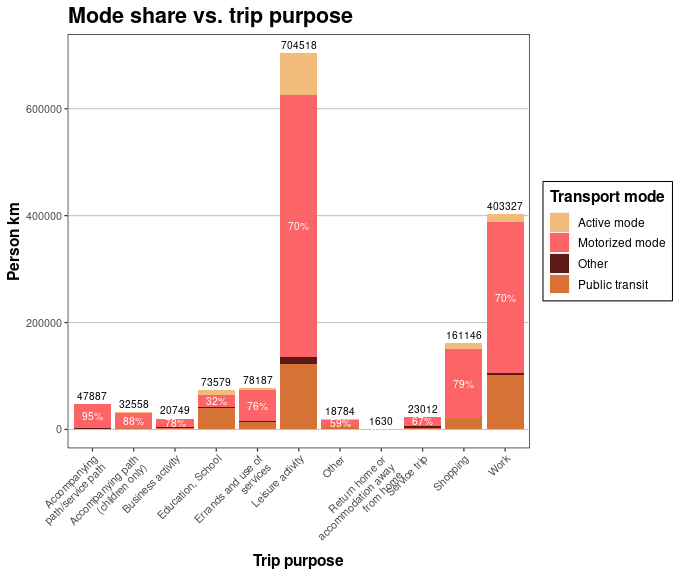 Mode share vs. trip purpose
704518
600000
Transport mode
Active mode
Motorized mode
Other
Public transit
403327
400000
70%
70%
Person km
200000
161146
79%
47887
32558
20749
73579
78187
18784
1630
23012
95%
88%
78%
32%
76%
59%
67%
0
Accompanying
path/service path
Accompanying path
(children only)
Business activity
Education, School
Errands and use of
services
Leisure activity
Other
Return home or
accommodation away
from home
Service trip
Shopping
Work
Trip purpose